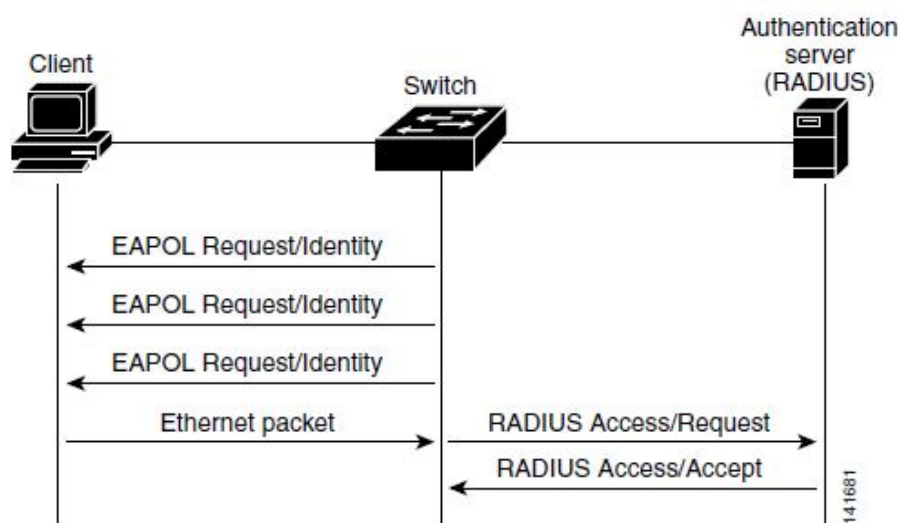 Client
Switch
Authentication
server
(RADIUS)
EAPOL Request/Identity
EAPOL Request/Identity
EAPOL Request/Identity
Ethernet packet
RADIUS Access/Request
RADIUS Access/Accept
141681